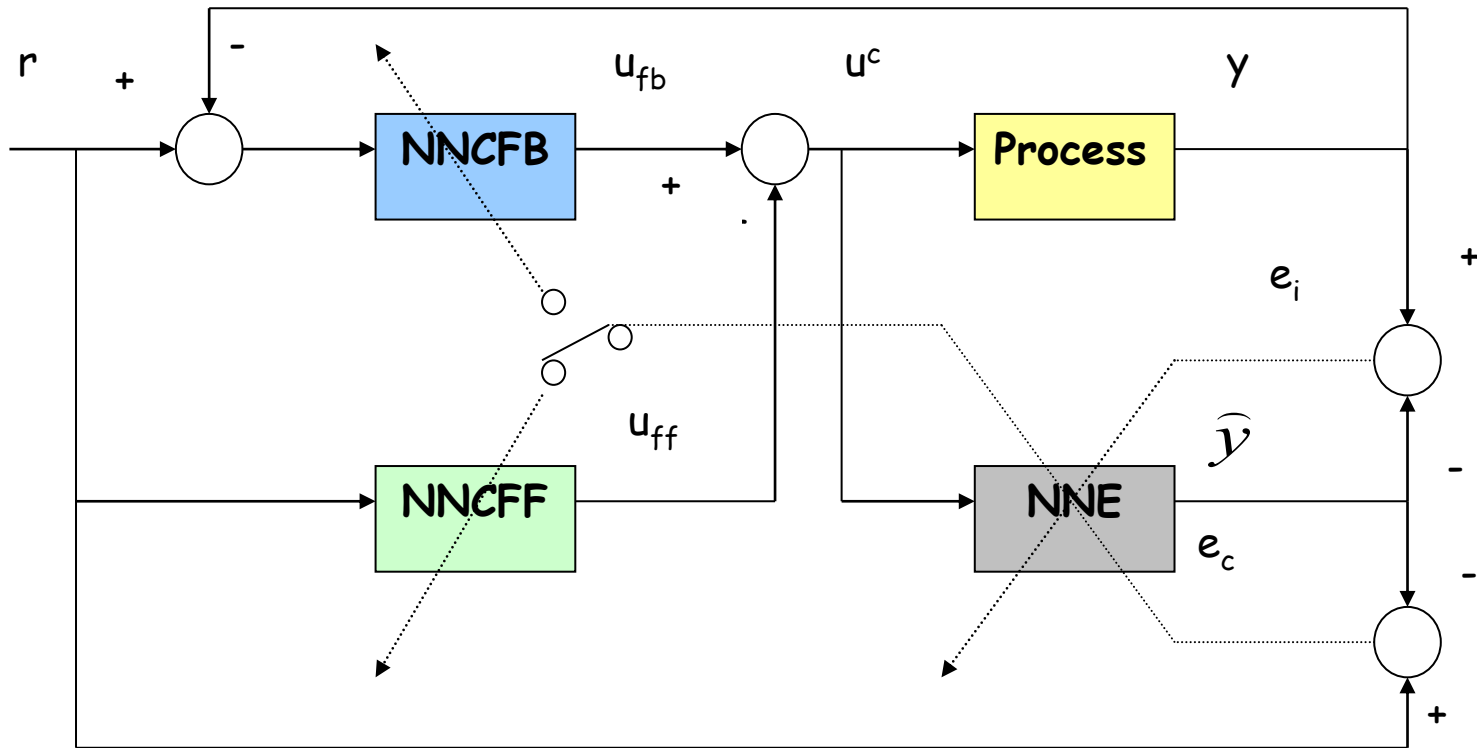 r
+
-
NNCFB
u_fb
+
.
u^c
Process
y
+
e_i
NNCFF
u_ff
NNE
ŷ
-
e_c
-
+